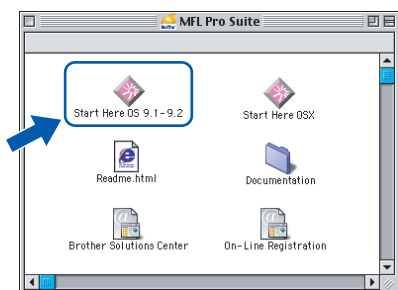 MFL Pro Suite
Start Here OS 9.1-9.2
Start Here OSX
Readme.html
Documentation
Brother Solutions Center
On-Line Registration